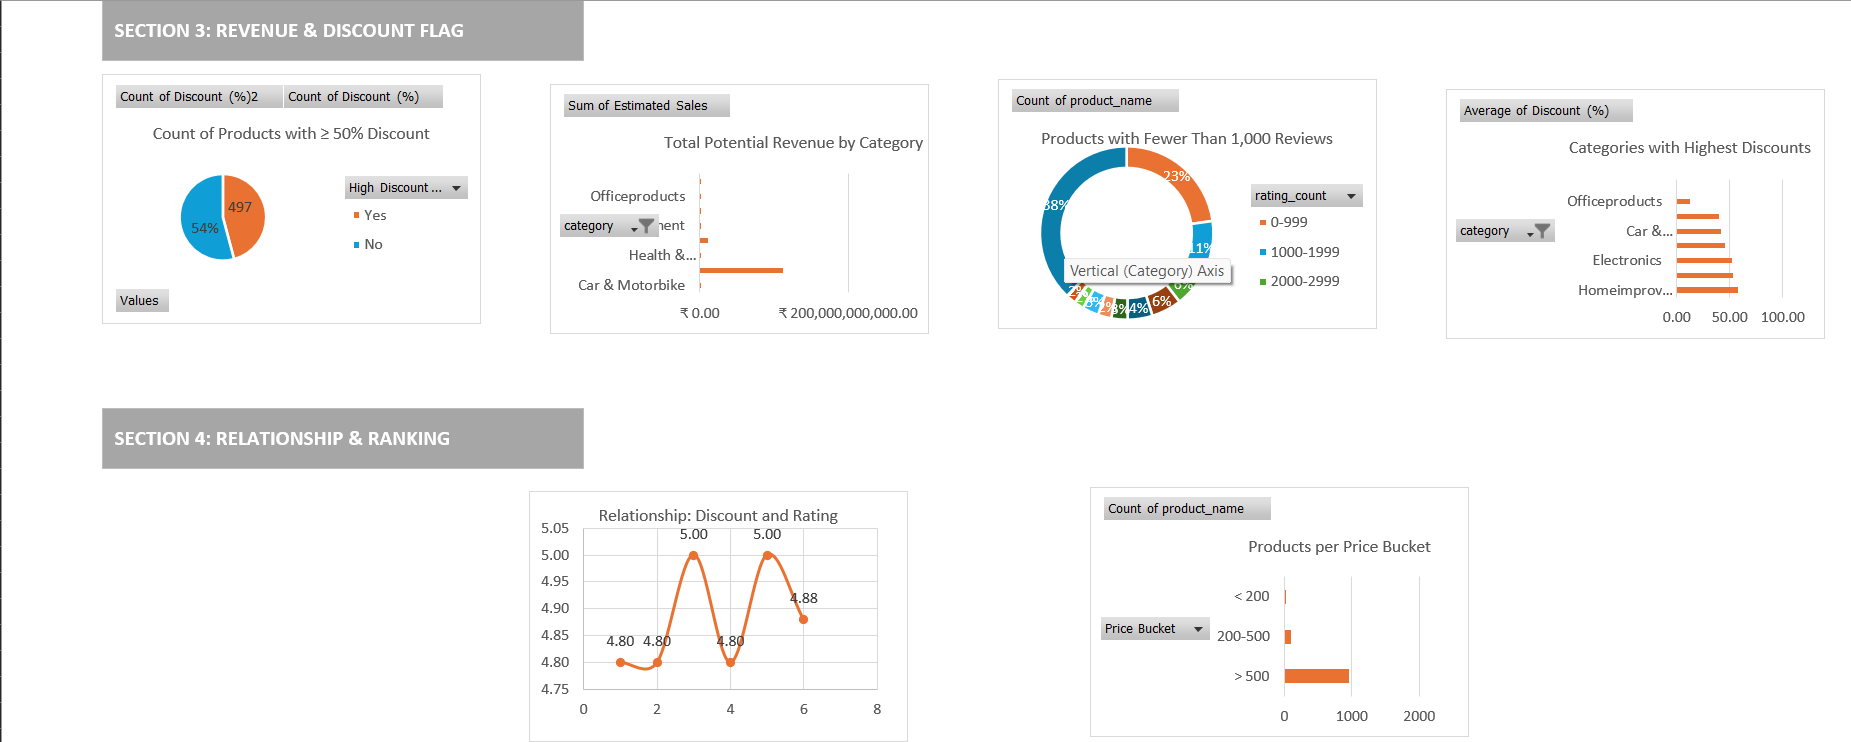 SECTION 3: REVENUE & DISCOUNT FLAG
Count of Discount (%)2
Count of Discount (%)
Count of Products with ≥ 50% Discount
497
54%
High Discount ...
Yes
No
Values
Sum of Estimated Sales
Total Potential Revenue by Category
Officeproducts
category
nent
Health &...
Car & Motorbike
₹ 0.00
₹ 200,000,000,000.00
Count of product_name
Products with Fewer Than 1,000 Reviews
23%
38%
11%
6%
6%
4%
3%
2%
2%
rating_count
0-999
1000-1999
2000-2999
Vertical (Category) Axis
Average of Discount (%)
Categories with Highest Discounts
Officeproducts
category
Car &...
Electronics
Homeimprov...
0.00
50.00
100.00
SECTION 4: RELATIONSHIP & RANKING
Relationship: Discount and Rating
5.05
5.00
4.95
4.90
4.85
4.80
4.75
4.80
4.80
5.00
4.80
5.00
4.88
0
2
4
6
8
Count of product_name
Products per Price Bucket
Price Bucket
< 200
200-500
> 500
0
1000
2000